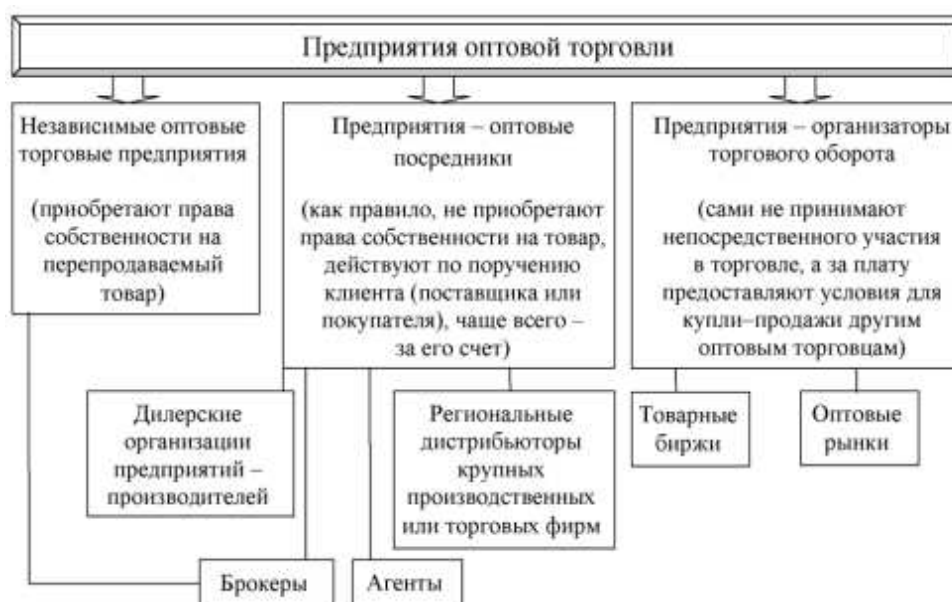 Предприятия оптовой торговли
Независимые оптовые
торговые предприятия
(приобретают права
собственности на
перепродаваемый
товар)
Предприятия – оптовые
посредники
(как правило, не приобретают
права собственности на товар,
действуют по поручению
клиента (поставщика или
покупателя), чаще всего –
за его счет)
Предприятия – организаторы
торгового оборота
(сами не принимают
непосредственного участия
в торговле, а за плату
предоставляют условия для
купли–продажи другим
оптовым торговцам)
Дилерские
организации
предприятий –
производителей
Региональные
дистрибьюторы
крупных
производственных
или торговых фирм
Товарные
биржи
Оптовые
рынки
Брокеры
Агенты